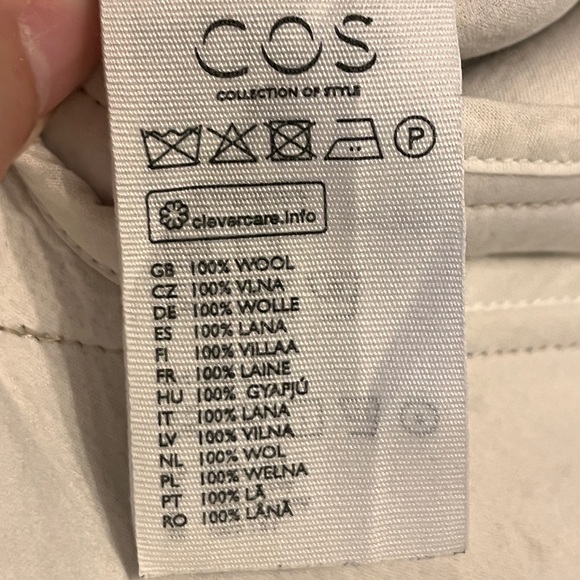 COS
COLLECTION OF STYLE
P
clevercare.info
GB 100% WOOL
CZ 100% VLNA
DE 100% WOLLE
ES 100% LANA
FI 100% VILLAA
FR 100% LAINE
HU 100% GYAPJÚ
IT 100% LANA
LV 100% VILNA
NL 100% WOL
PL 100% WEŁNA
PT 100% LÃ
RO 100% LÂNĂ